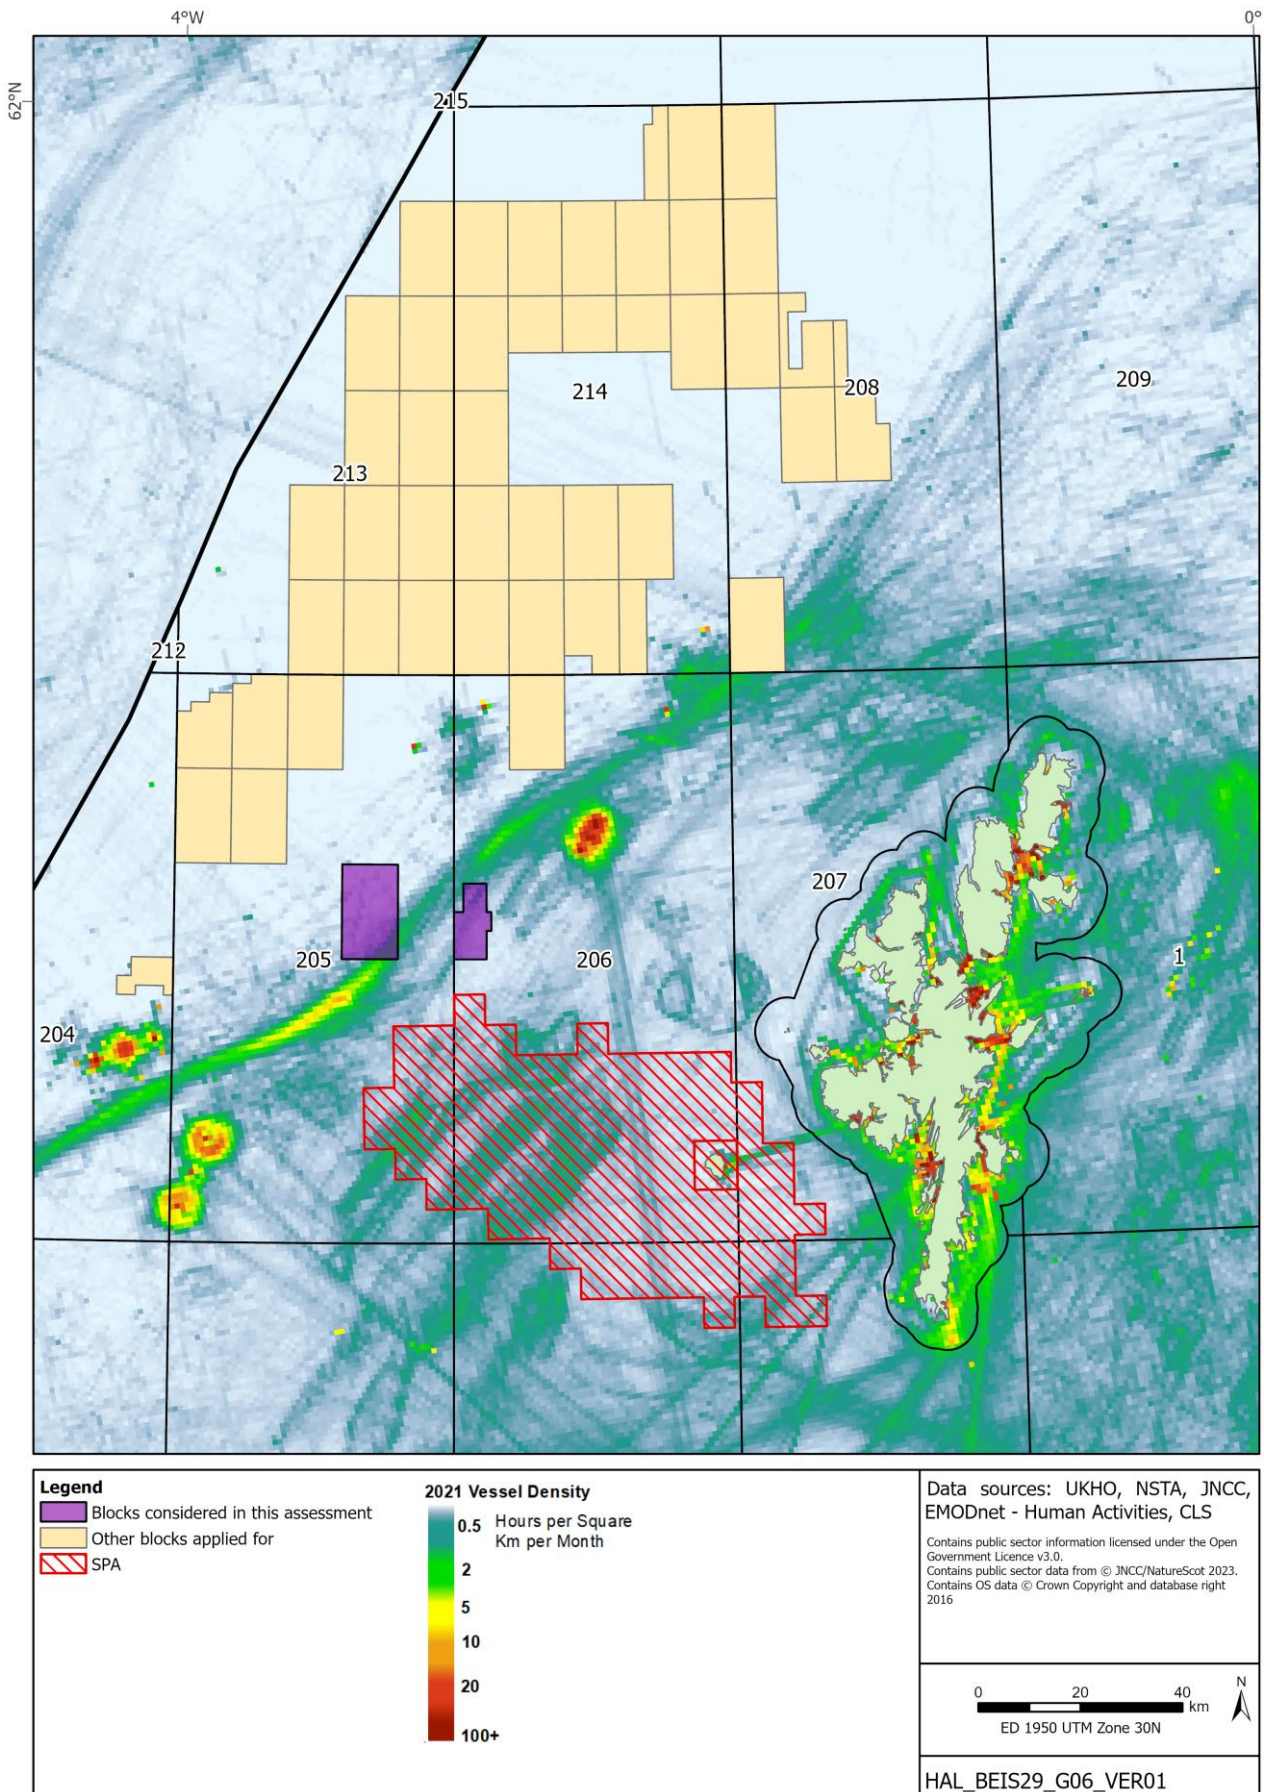 4°W
0°
62°N
215
214
208
209
213
212
207
205
206
1
204
Legend
Blocks considered in this assessment
Other blocks applied for
SPA
2021 Vessel Density
Hours per Square
Km per Month
0.5
2
5
10
20
100+
Data sources: UKHO, NSTA, JNCC,
EMODnet - Human Activities, CLS
Contains public sector information licensed under the Open
Government Licence v3.0.
Contains public sector data from © JNCC/NatureScot 2023.
Contains OS data © Crown Copyright and database right
2016
0 20 40
km
N
ED 1950 UTM Zone 30N
HAL_BEIS29_G06_VER01